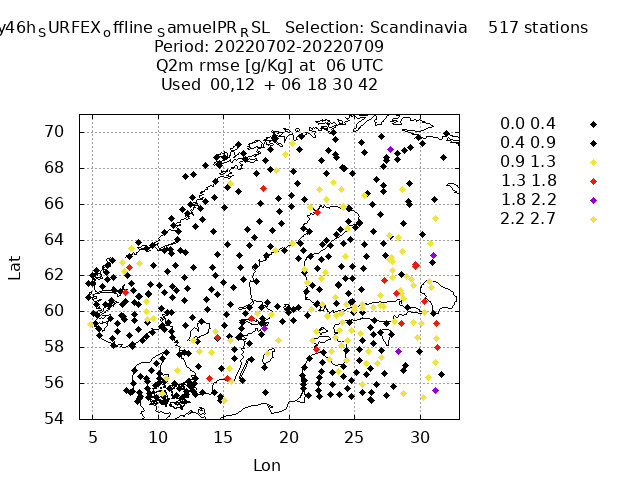 y46hSURFEXoffline SamuelPRRSL Selection: Scandinavia 517 stations
Period: 20220702-20220709
Q2m rmse [g/Kg] at 06 UTC
Used 00,12 + 06 18 30 42
70
68
66
64
62
60
58
56
54
Lat
5 10 15 20 25 30
Lon
0.0 0.4
0.4 0.9
0.9 1.3
1.3 1.8
1.8 2.2
2.2 2.7